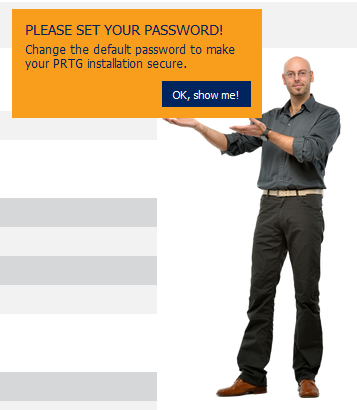 PLEASE SET YOUR PASSWORD!
Change the default password to make
your PRTG installation secure.
OK, show me!